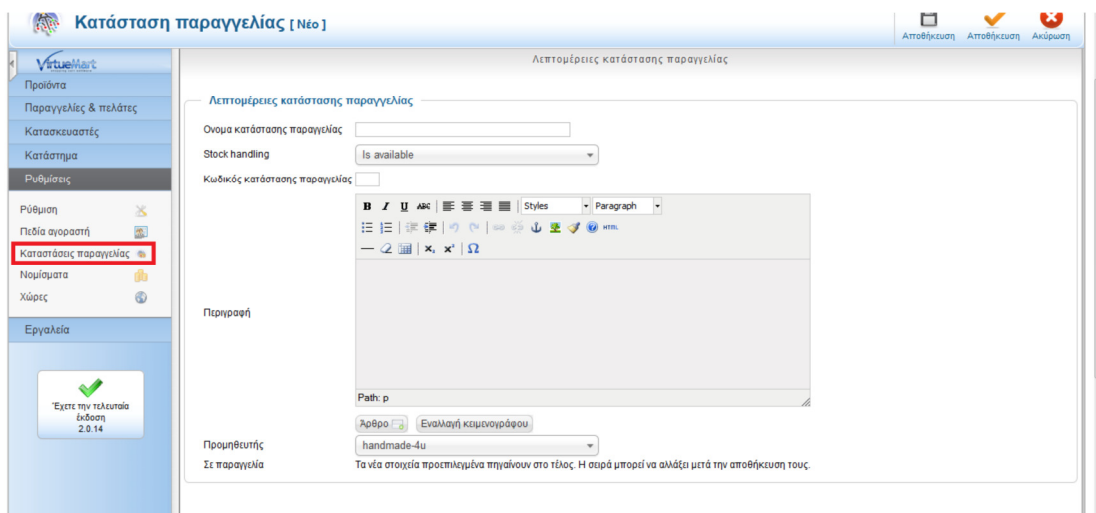 Κατάσταση παραγγελίας [ Νέο ]
Αποθήκευση Αποθήκευση Ακύρωση
VirtueMart
Λεπτομέρειες κατάστασης παραγγελίας
Προϊόντα
Παραγγελίες & πελάτες
Κατασκευαστές
Κατάστημα
Ρυθμίσεις
Ρύθμιση
Πεδία αγοραστή
Καταστάσεις παραγγελίας
Νομίσματα
Χώρες
Εργαλεία
Έχετε την τελευταία
έκδοση
2.0.14
Λεπτομέρειες κατάστασης παραγγελίας
Ονομα κατάστασης παραγγελίας
Stock handling Is available
Κωδικός κατάστασης παραγγελίας
B I U ABC Styles Paragraph
HTML
x, x² Ω
Περιγραφή
Path: p
Άρθρο Εναλλαγή κειμενογράφου
Προμηθευτής handmade-4u
Σε παραγγελία Τα νέα στοιχεία προεπιλεγμένα πηγαίνουν στο τέλος. Η σειρά μπορεί να αλλάξει μετά την αποθήκευση τους.